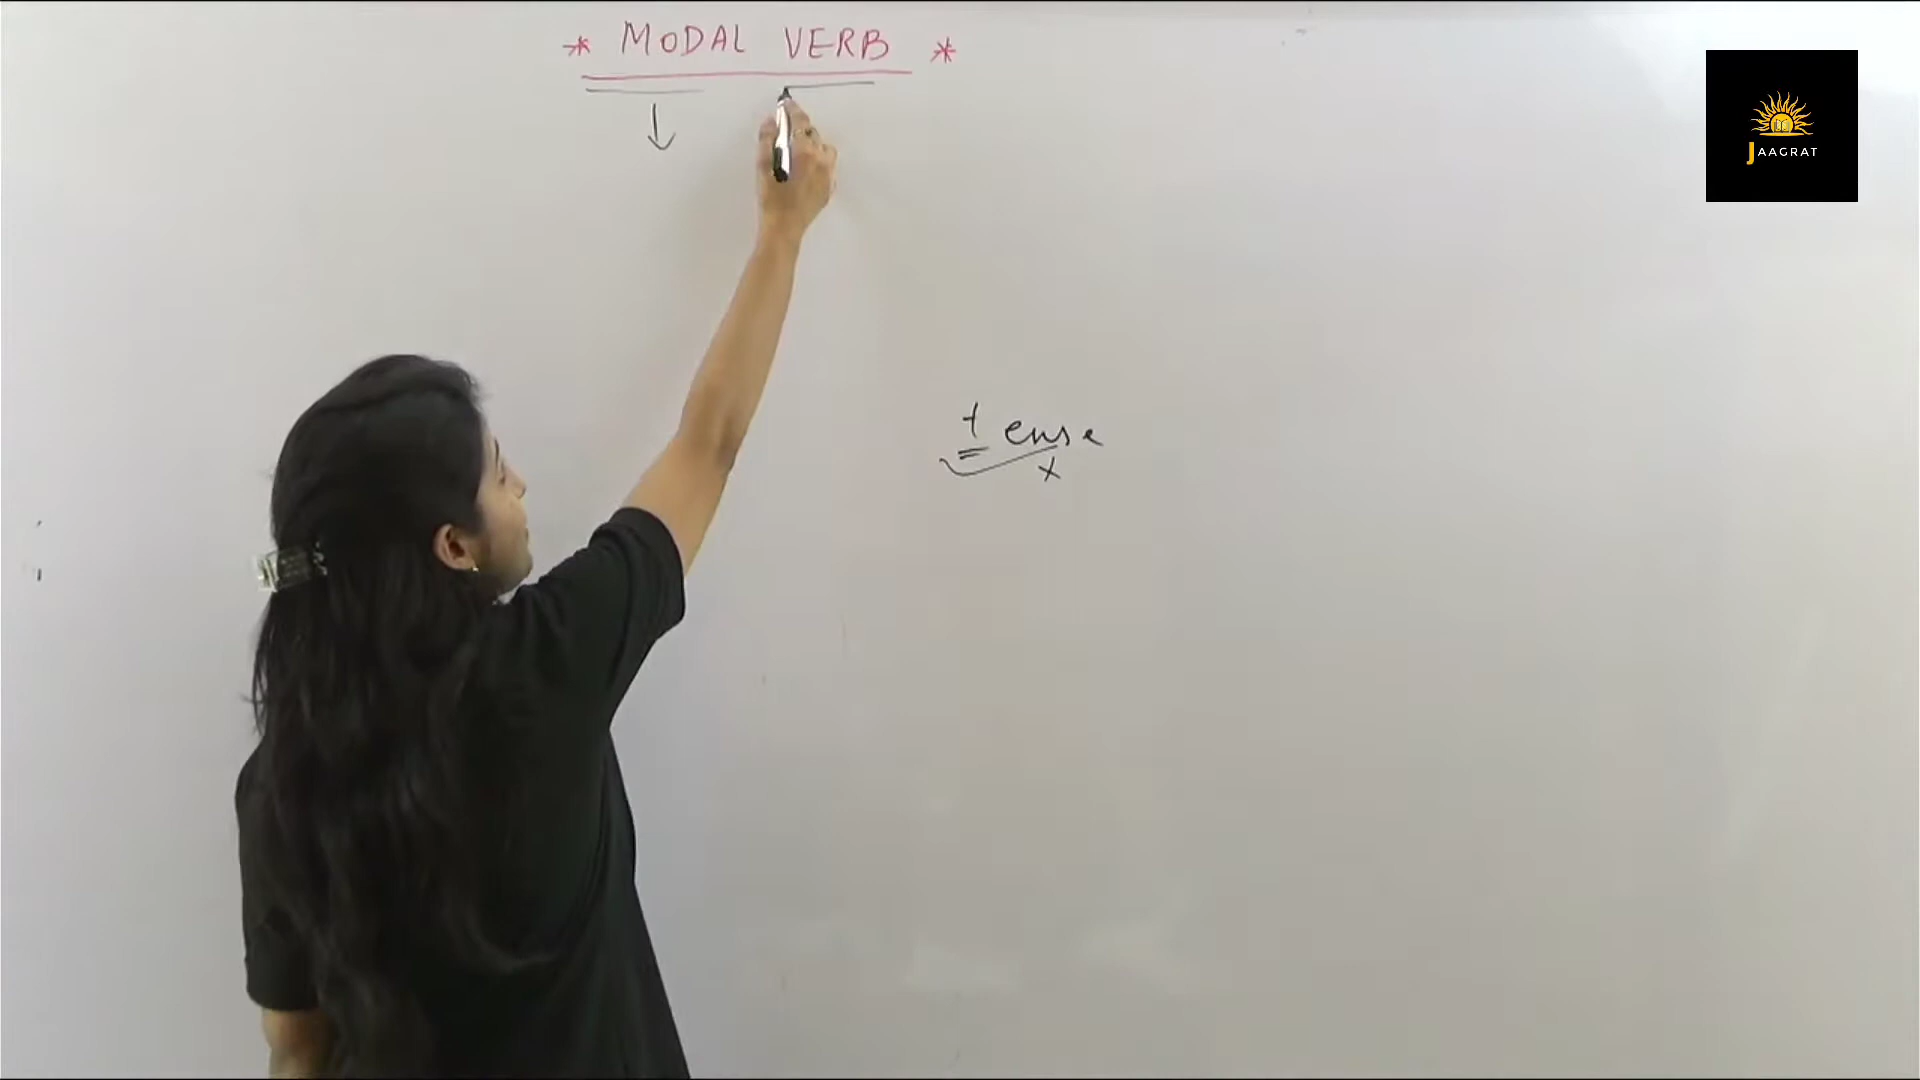 * MODAL VERB *
JAAGRAT
tense
x